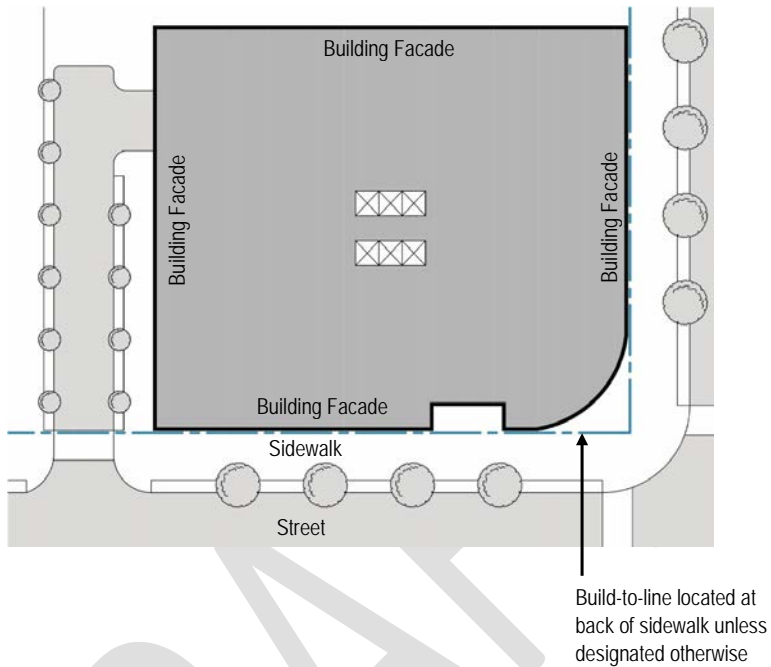 Building Facade
Building Facade
Building Facade
Building Facade
Sidewalk
Street
Build-to-line located at
back of sidewalk unless
designated otherwise